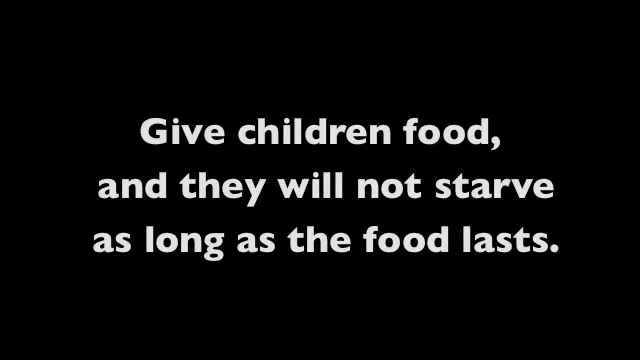 Give children food,
and they will not starve
as long as the food lasts.